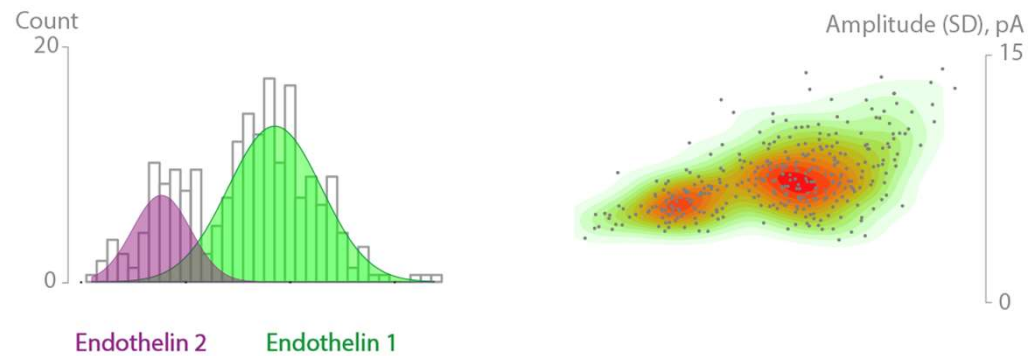 Count
20
0
Endothelin 2
Endothelin 1
Amplitude (SD), pA
15
0